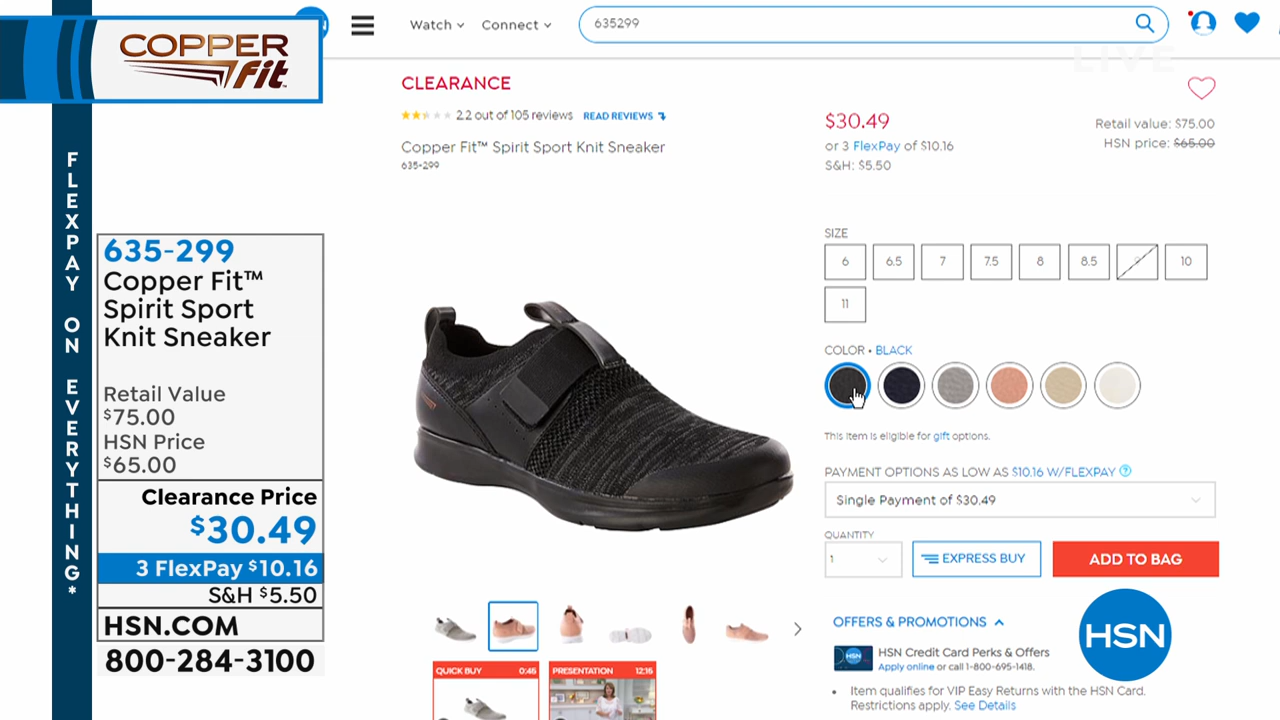 COPPER
fit™
FLEXPAY ON EVERYTHING*
635-299
Copper Fit™
Spirit Sport
Knit Sneaker
Retail Value
$75.00
HSN Price
$65.00
Clearance Price
$30.49
3 FlexPay $10.16
S&H $5.50
HSN.COM
800-284-3100
Watch
Connect
635299
LIVE
CLEARANCE
2.2 out of 105 reviews READ REVIEWS
Copper Fit™ Spirit Sport Knit Sneaker
635-299
$30.49
or 3 FlexPay of $10.16
S&H: $5.50
Retail value: $75.00
HSN price: $65.00
SIZE
6 6.5 7 7.5 8 8.5 9 10
11
COLOR • BLACK
This item is eligible for gift options.
PAYMENT OPTIONS AS LOW AS $10.16 W/FLEXPAY ?
Single Payment of $30.49
QUANTITY
1
EXPRESS BUY
ADD TO BAG
OFFERS & PROMOTIONS
HSN
HSN Credit Card Perks & Offers
Apply online or call 1-800-695-1418.
• Item qualifies for VIP Easy Returns with the HSN Card.
Restrictions apply. See Details
HSN
QUICK BUY 0:46
PRESENTATION 12:16